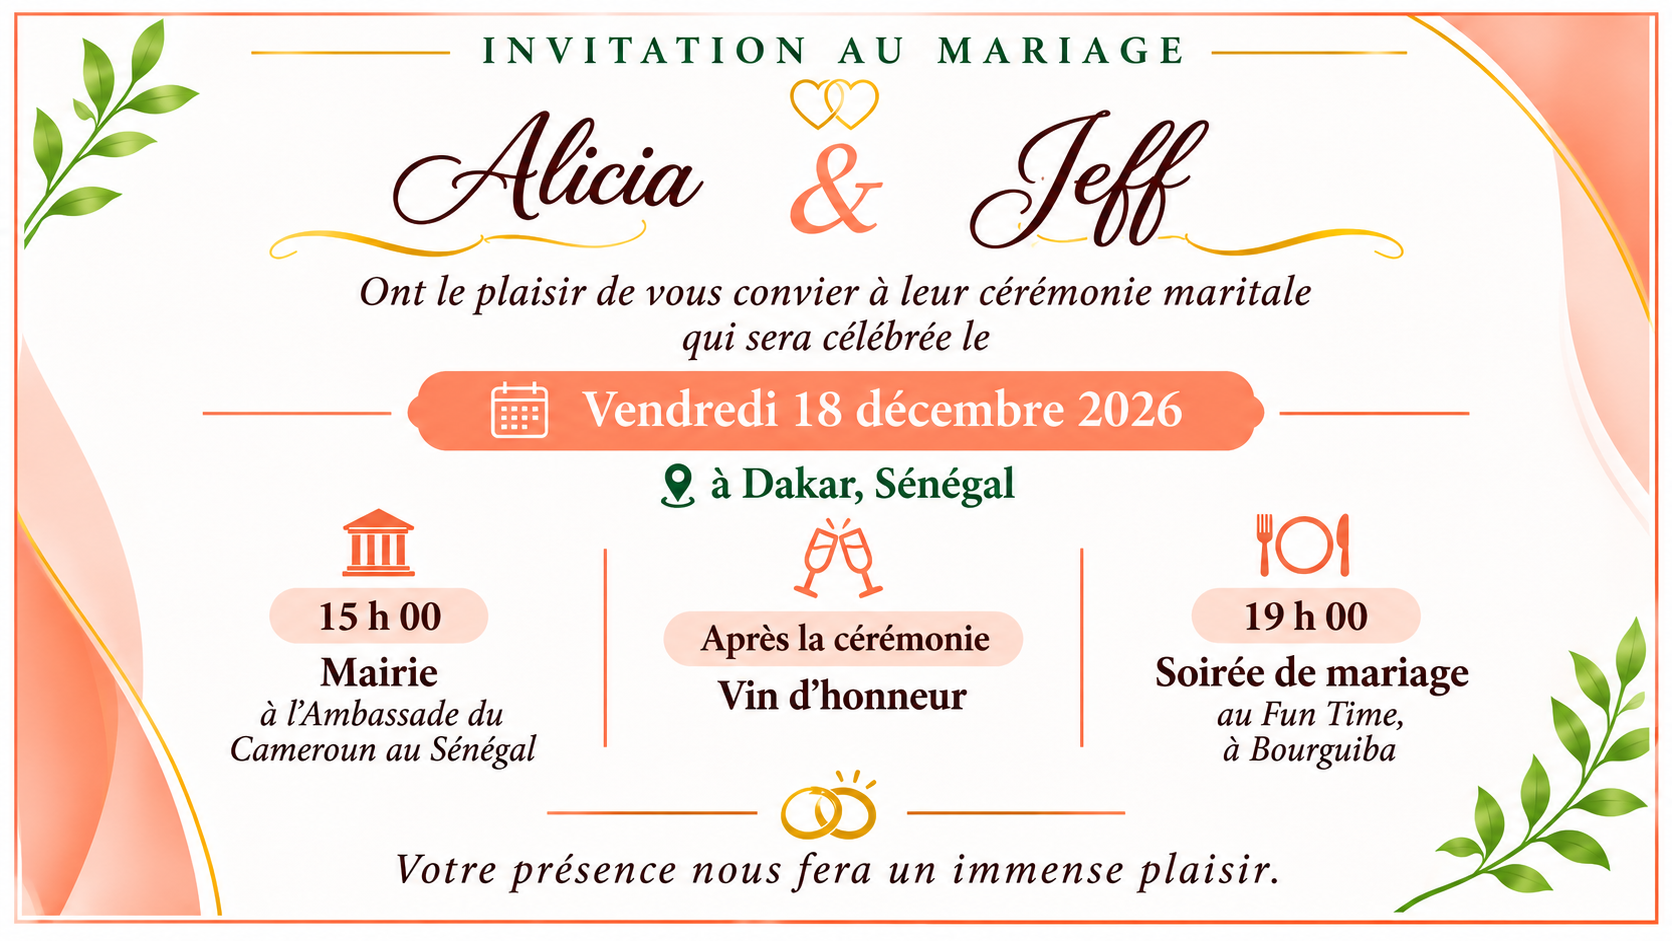 INVITATION AU MARIAGE
Alicia & Jeff
Ont le plaisir de vous convier à leur cérémonie maritale
qui sera célébrée le
Vendredi 18 décembre 2026
à Dakar, Sénégal
15 h 00
Mairie
à l’Ambassade du
Cameroun au Sénégal
Après la cérémonie
Vin d’honneur
19 h 00
Soirée de mariage
au Fun Time,
à Bourguiba
Votre présence nous fera un immense plaisir.